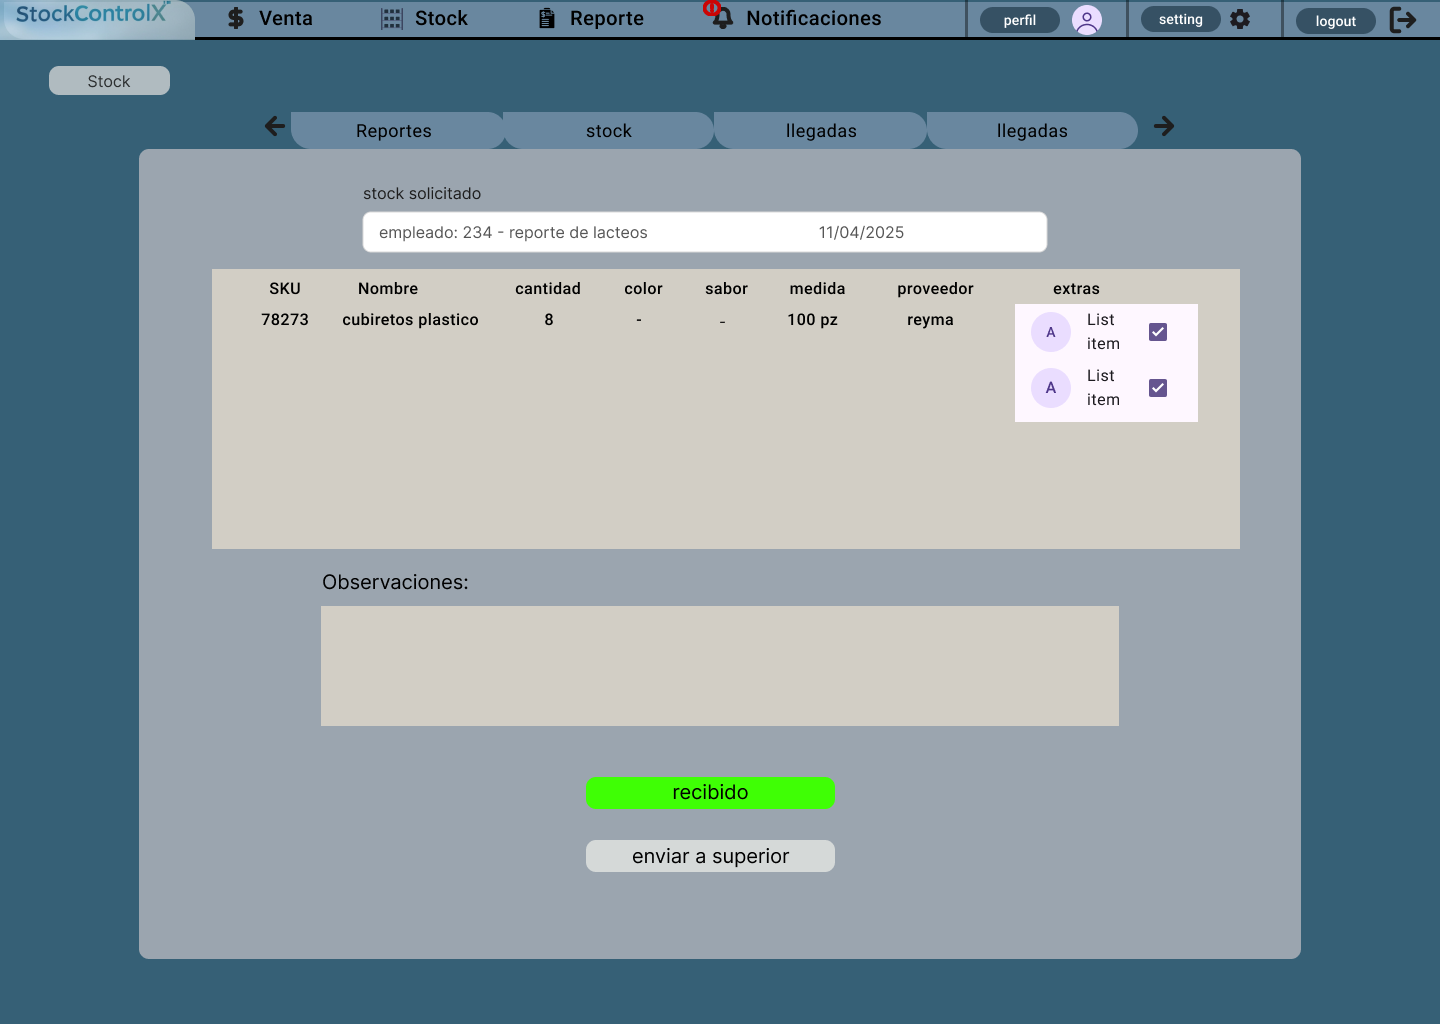 StockControlX
Venta
Stock
Reporte
0
Notificaciones
perfil
setting
logout
Stock
Reportes
stock
llegadas
llegadas
stock solicitado
empleado: 234 - reporte de lacteos 11/04/2025
SKU Nombre cantidad color sabor medida proveedor extras
78273 cubiretos plastico 8 - - 100 pz reyma
A List item
A List item
Observaciones:
recibido
enviar a superior